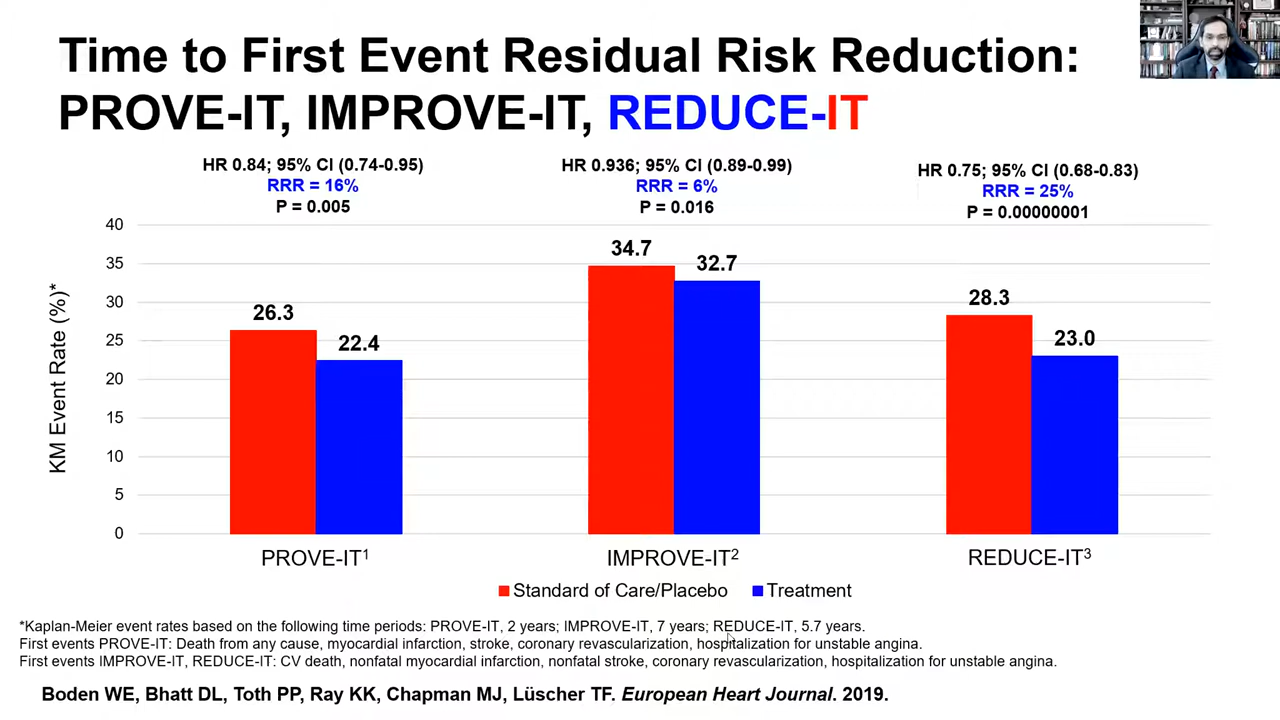 Time to First Event Residual Risk Reduction:
PROVE-IT, IMPROVE-IT, REDUCE-IT
HR 0.84; 95% CI (0.74-0.95)
RRR = 16%
P = 0.005
HR 0.936; 95% CI (0.89-0.99)
RRR = 6%
P = 0.016
HR 0.75; 95% CI (0.68-0.83)
RRR = 25%
P = 0.00000001
KM Event Rate (%)*
40
35
30
25
20
15
10
5
0
26.3
22.4
34.7
32.7
28.3
23.0
PROVE-IT¹
IMPROVE-IT²
REDUCE-IT³
Standard of Care/Placebo
Treatment
*Kaplan-Meier event rates based on the following time periods: PROVE-IT, 2 years; IMPROVE-IT, 7 years; REDUCE-IT, 5.7 years.
First events PROVE-IT: Death from any cause, myocardial infarction, stroke, coronary revascularization, hospitalization for unstable angina.
First events IMPROVE-IT, REDUCE-IT: CV death, nonfatal myocardial infarction, nonfatal stroke, coronary revascularization, hospitalization for unstable angina.
Boden WE, Bhatt DL, Toth PP, Ray KK, Chapman MJ, Lüscher TF. European Heart Journal. 2019.